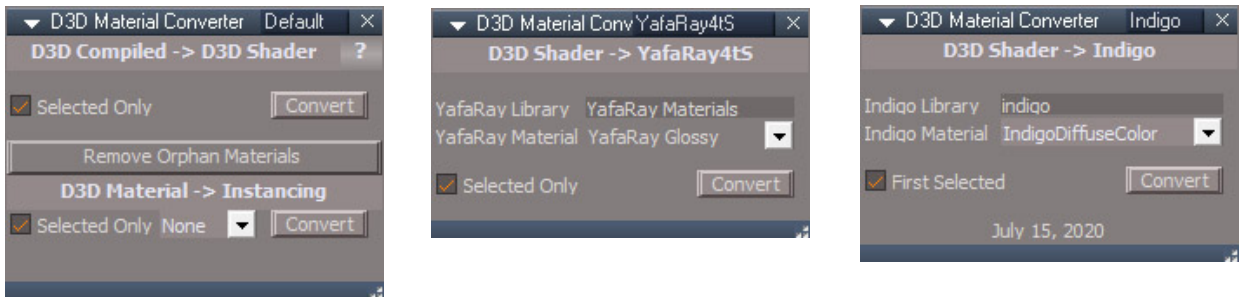 D3D Material Converter Default
D3D Compiled -> D3D Shader ?
Selected Only Convert
Remove Orphan Materials
D3D Material -> Instancing
Selected Only None Convert
D3D Material Conv YafaRay4tS
D3D Shader -> YafaRay4tS
YafaRay Library YafaRay Materials
YafaRay Material YafaRay Glossy
Selected Only Convert
D3D Material Converter Indigo
D3D Shader -> Indigo
Indigo Library indigo
Indigo Material IndigoDiffuseColor
First Selected Convert
July 15, 2020